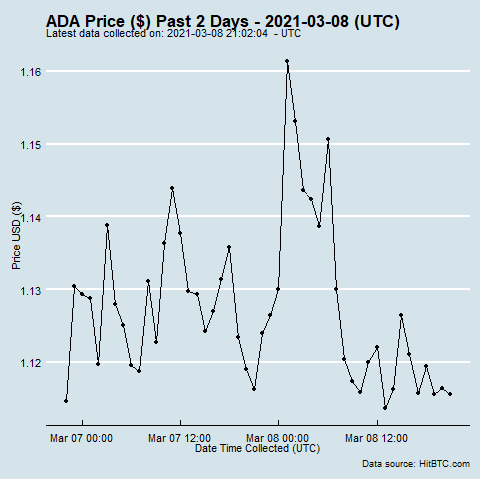 ADA Price ($) Past 2 Days - 2021-03-08 (UTC)
Latest data collected on: 2021-03-08 21:02:04 - UTC
1.16
1.15
1.14
1.13
1.12
Price USD ($)
Mar 07 00:00 Mar 07 12:00 Mar 08 00:00 Mar 08 12:00
Date Time Collected (UTC)
Data source: HitBTC.com